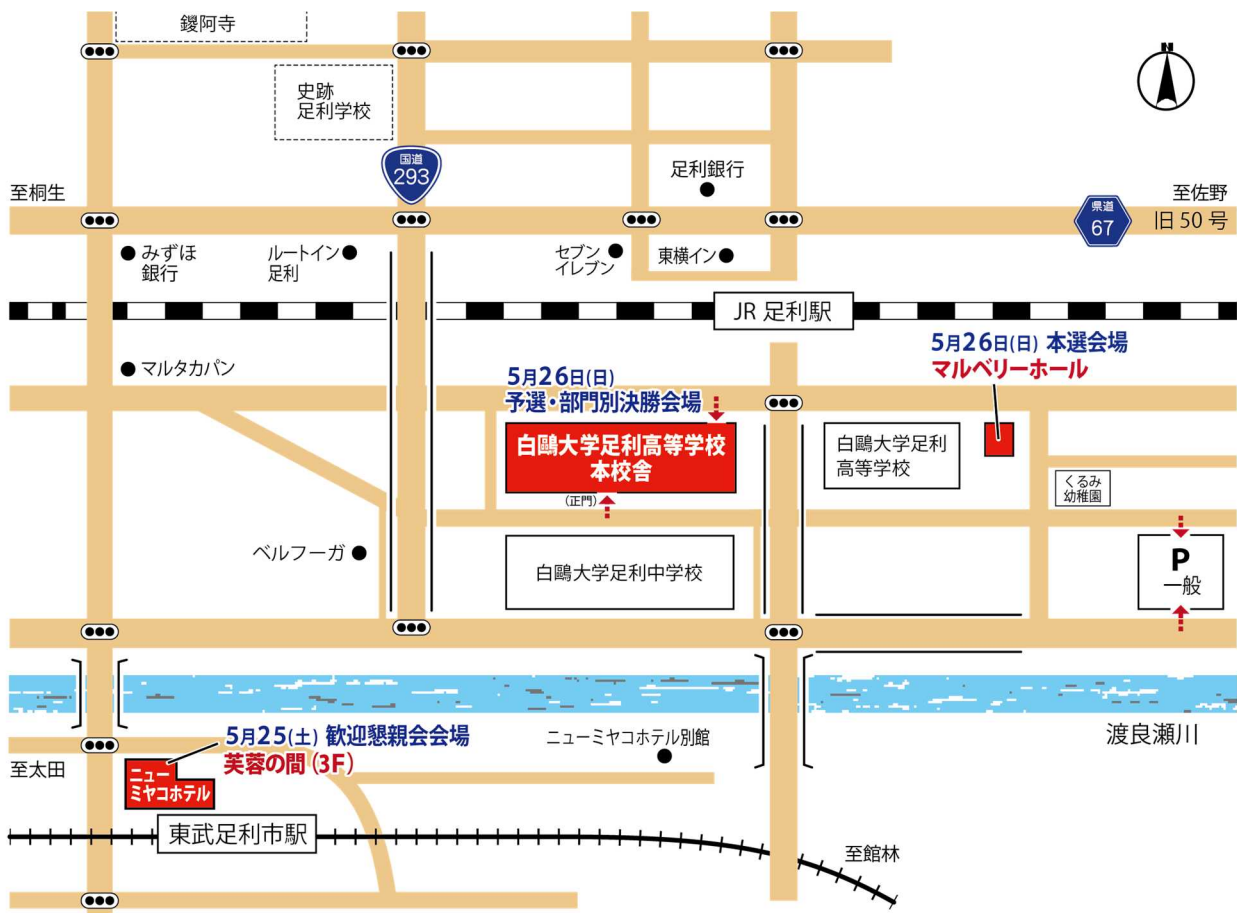 鑁阿寺
N
史跡
足利学校
国道
293
足利銀行
至桐生
至佐野
県道
67
旧50号
みずほ
銀行
ルートイン
足利
セブン
イレブン
東横イン
JR 足利駅
マルタカパン
5月26日(日) 本選会場
マルベリーホール
5月26日(日)
予選・部門別決勝会場
白鷗大学足利高等学校
本校舎
(正門)
白鷗大学足利
高等学校
くるみ
幼稚園
ベルフーガ
白鷗大学足利中学校
P
一般
5月25(土) 歓迎懇親会会場
芙蓉の間 (3F)
ニューミヤコホテル別館
渡良瀬川
至太田
ニュー
ミヤコホテル
東武足利市駅
至館林